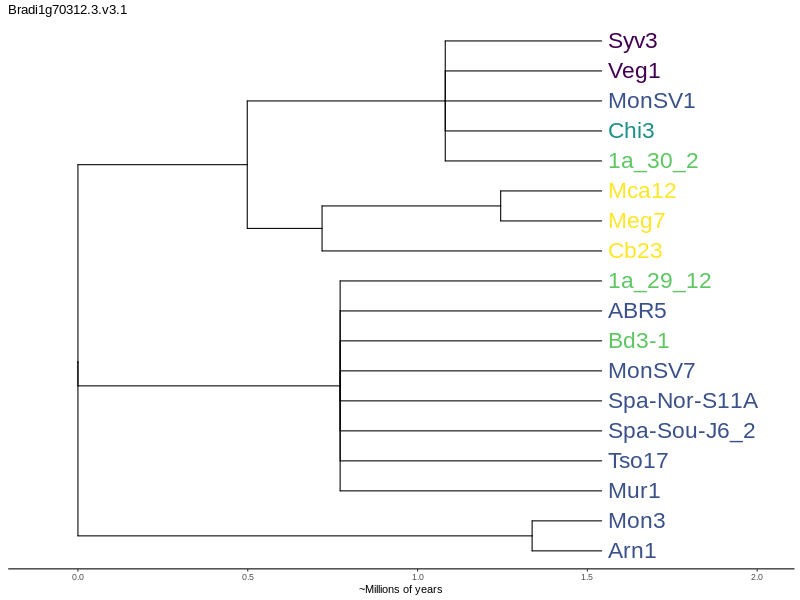 Bradi1g70312.3.v3.1
Syv3
Veg1
MonSV1
Chi3
1a_30_2
Mca12
Meg7
Cb23
1a_29_12
ABR5
Bd3-1
MonSV7
Spa-Nor-S11A
Spa-Sou-J6_2
Tso17
Mur1
Mon3
Arn1
0.0 0.5 1.0 1.5 2.0
~Millions of years